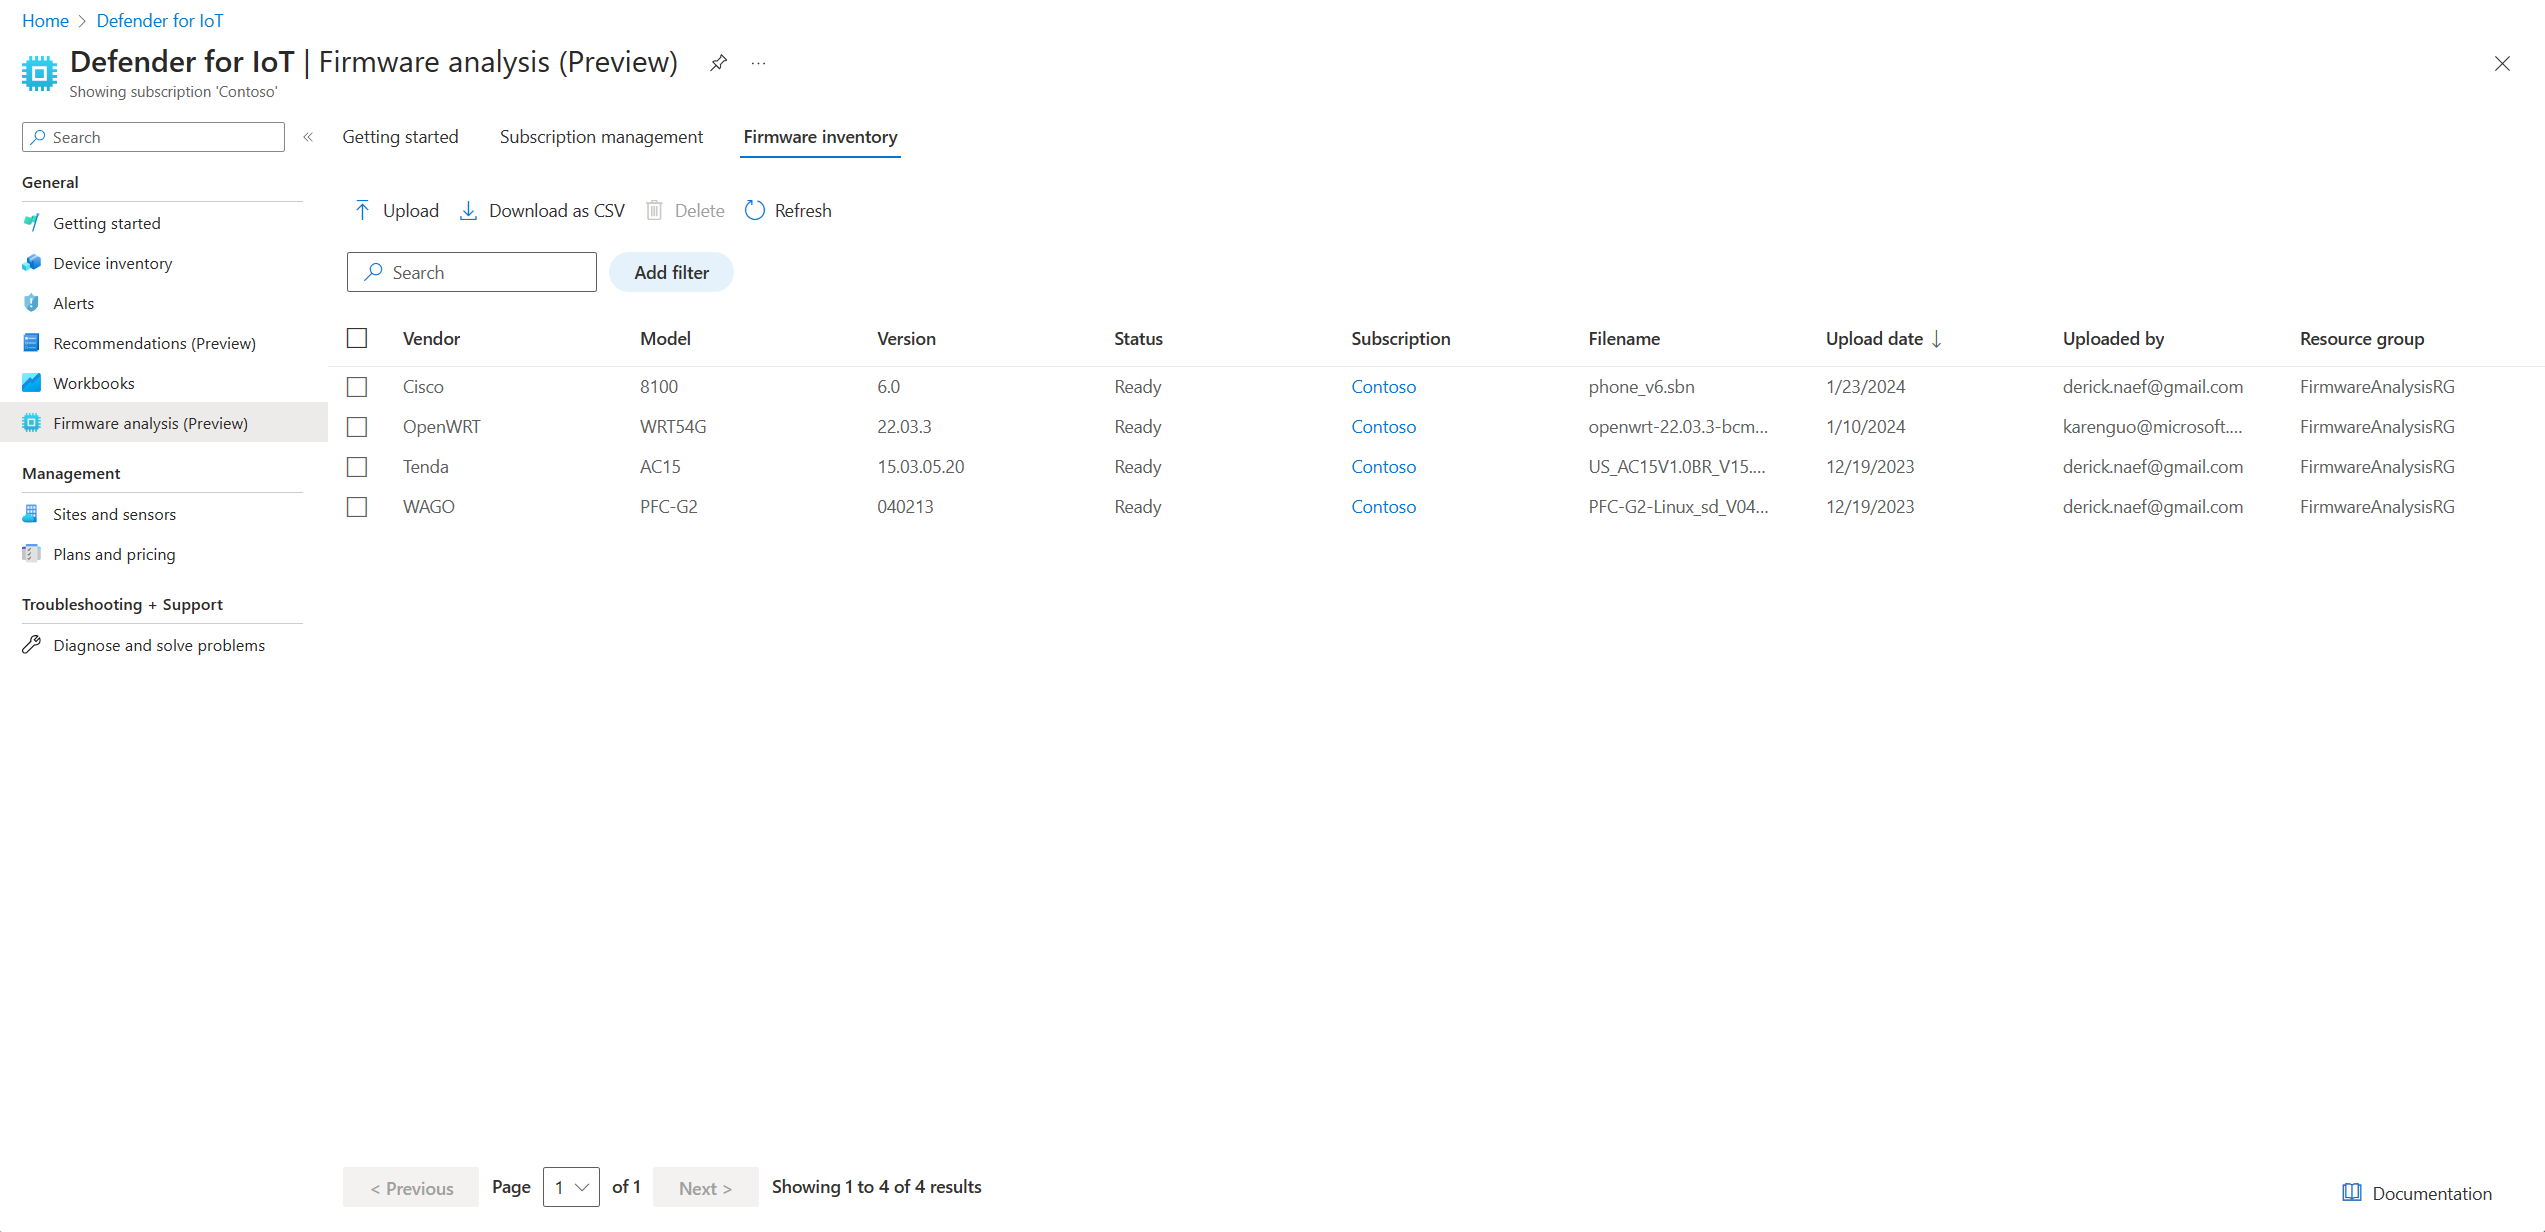 Home > Defender for IoT
Defender for IoT | Firmware analysis (Preview) ...
Showing subscription 'Contoso'
Search «
General
Getting started
Device inventory
Alerts
Recommendations (Preview)
Workbooks
Firmware analysis (Preview)
Management
Sites and sensors
Plans and pricing
Troubleshooting + Support
Diagnose and solve problems
Getting started Subscription management Firmware inventory
Upload Download as CSV Delete Refresh
Search Add filter
Vendor Model Version Status Subscription Filename Upload date ↓ Uploaded by Resource group
Cisco 8100 6.0 Ready Contoso phone_v6.sbn 1/23/2024 derick.naef@gmail.com FirmwareAnalysisRG
OpenWRT WRT54G 22.03.3 Ready Contoso openwrt-22.03.3-bcm... 1/10/2024 karenguo@microsoft.... FirmwareAnalysisRG
Tenda AC15 15.03.05.20 Ready Contoso US_AC15V1.0BR_V15.... 12/19/2023 derick.naef@gmail.com FirmwareAnalysisRG
WAGO PFC-G2 040213 Ready Contoso PFC-G2-Linux_sd_V04... 12/19/2023 derick.naef@gmail.com FirmwareAnalysisRG
< Previous Page 1 of 1 Next > Showing 1 to 4 of 4 results
Documentation